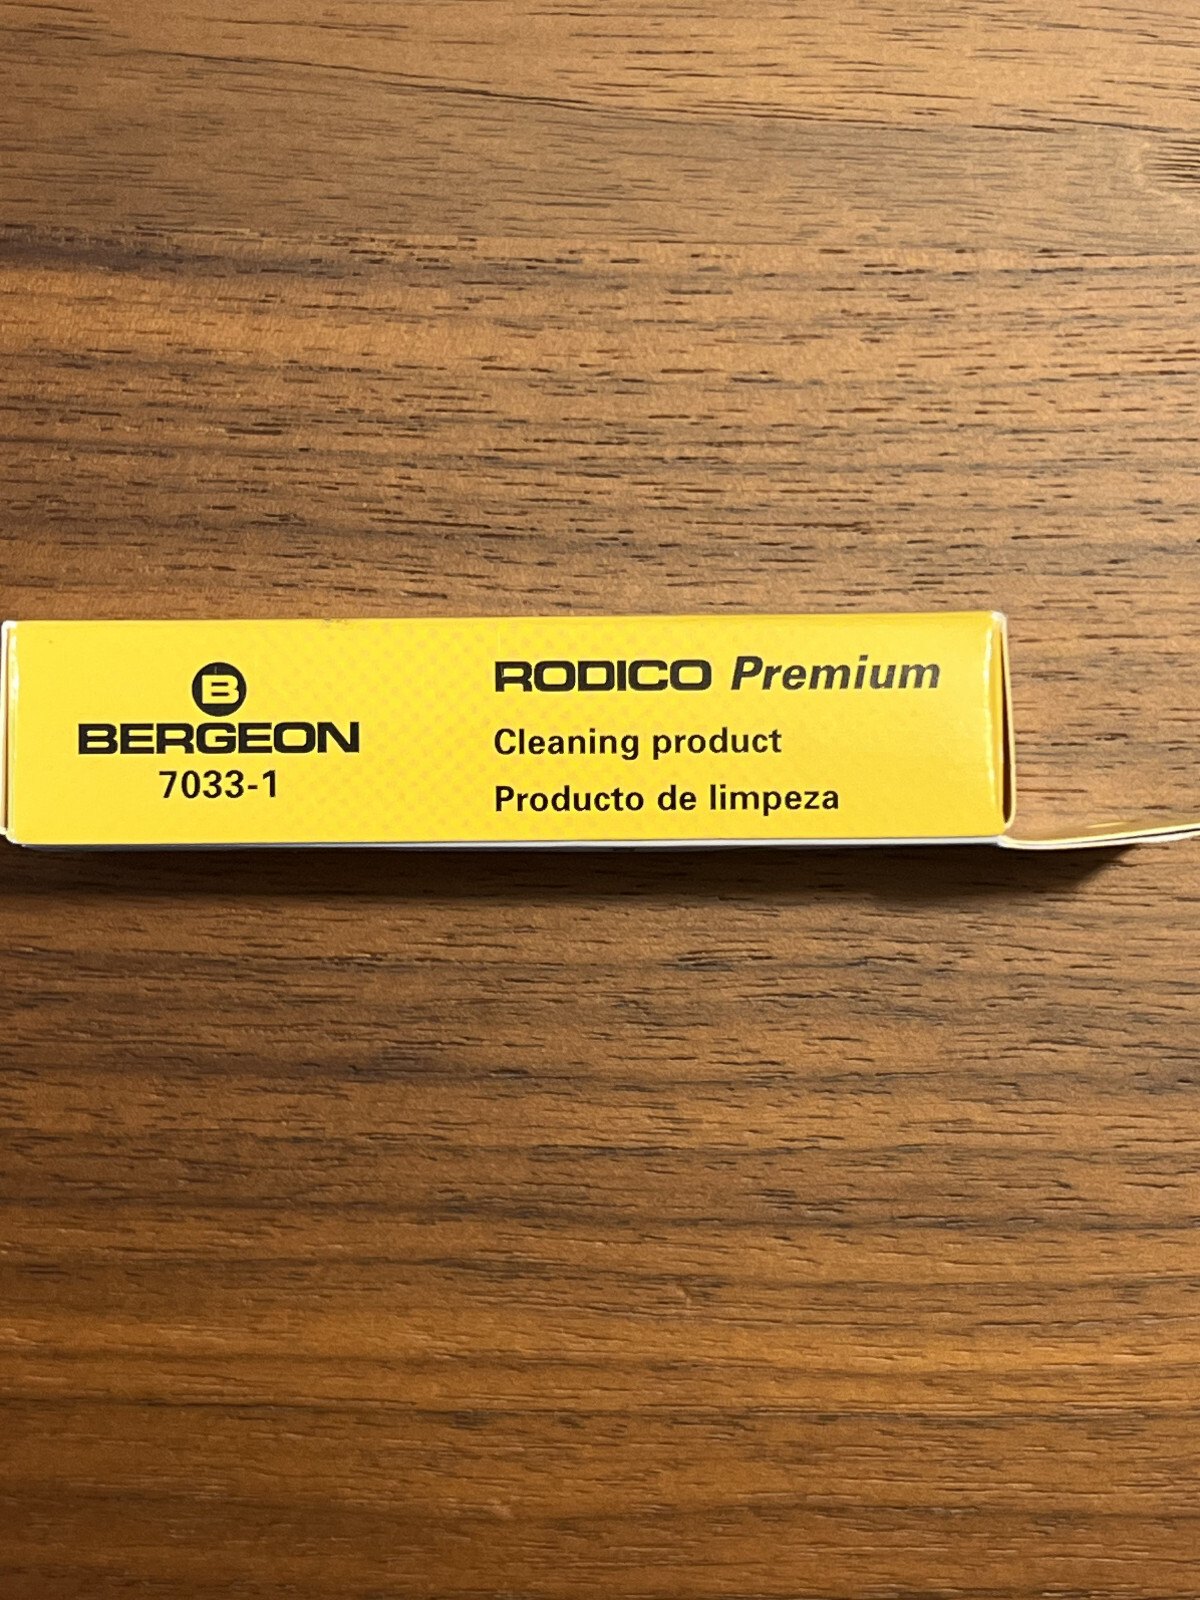 B
BERGEON
7033-1
RODICO Premium
Cleaning product
Producto de limpeza